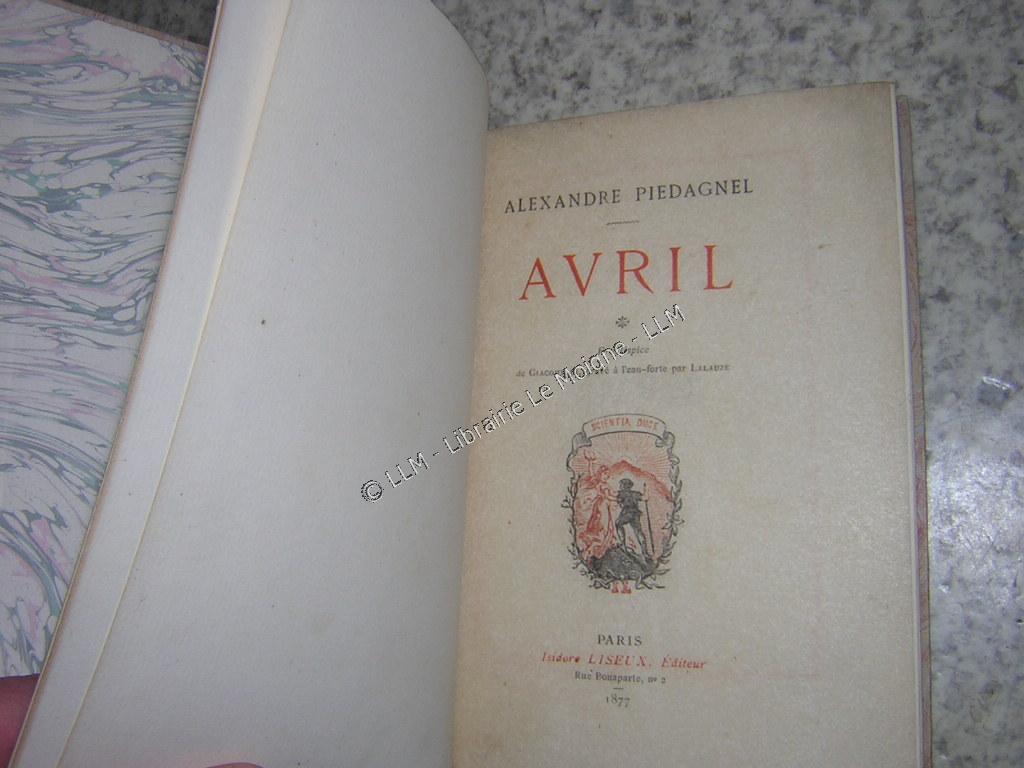 ALEXANDRE PIEDAGNEL
AVRIL
de à l'eau-forte par LALAUZE
SCIENTIA DUCE
PARIS
Isidore LISEUX, Éditeur
Rue Bonaparte, nº 2
1877
© LLM - Librairie Le Moigne - LLM